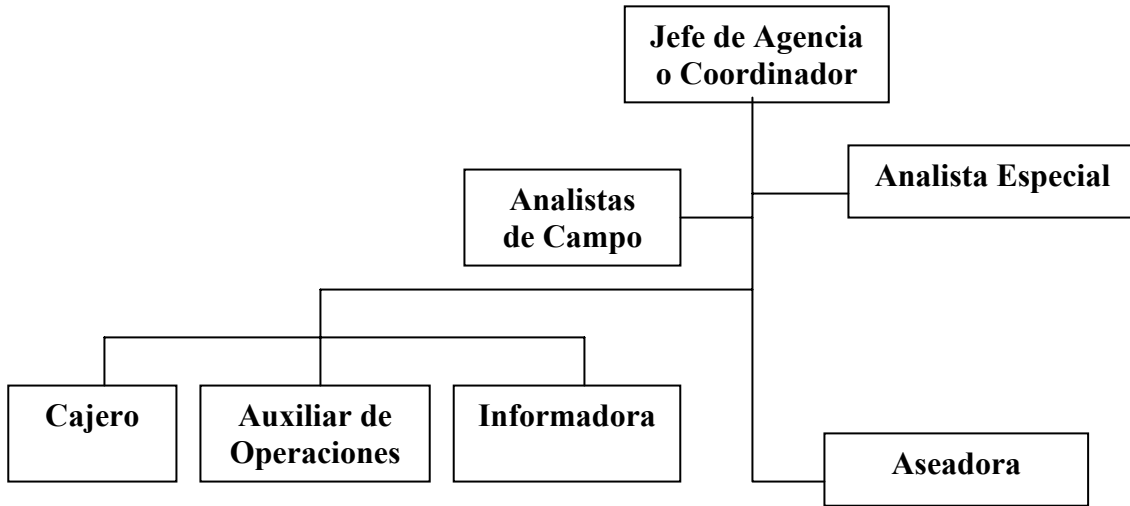 Jefe de Agencia
o Coordinador
Analista Especial
Analistas
de Campo
Cajero
Auxiliar de
Operaciones
Informadora
Aseadora